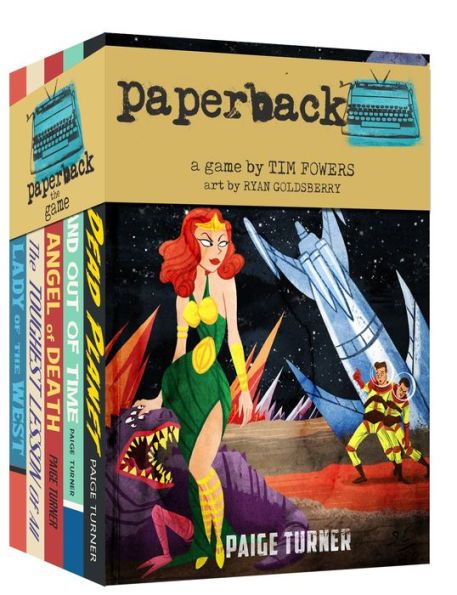 paperback
a game by TIM FOWERS
art by RYAN GOLDSBERRY
PAIGE TURNER
paperback
the game
LADY OF THE WEST
The TOUGHEST LESSON OF All
ANGEL of DEATH
PAIGE TURNER
AND OUT OF TIME
PAIGE TURNER
DEAD PLANET
PAIGE TURNER